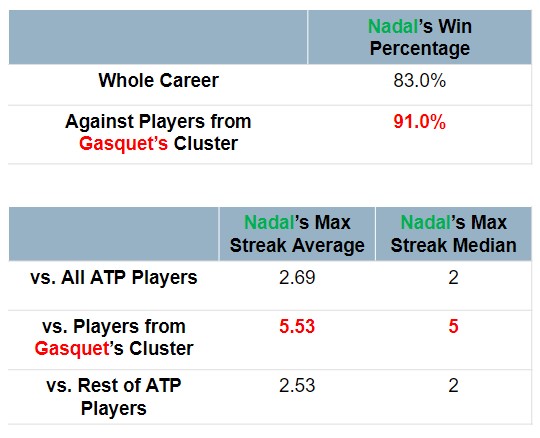 Nadal's Win
Percentage
Whole Career
83.0%
Against Players from
Gasquet's Cluster
91.0%
Nadal's Max
Streak Average
Nadal's Max
Streak Median
vs. All ATP Players
2.69
2
vs. Players from
Gasquet's Cluster
5.53
5
vs. Rest of ATP
Players
2.53
2